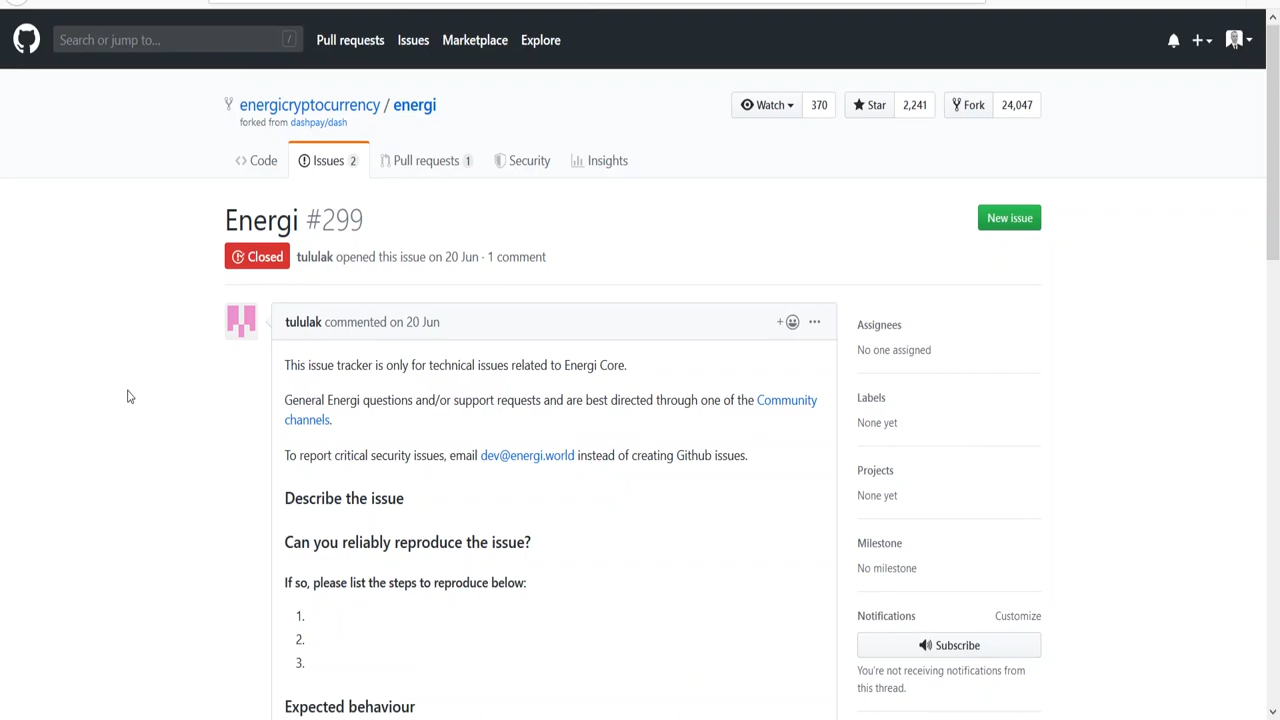 Search or jump to... /
Pull requests Issues Marketplace Explore
energicryptocurrency / energi
forked from dashpay/dash
Watch 370 Star 2,241 Fork 24,047
Code Issues 2 Pull requests 1 Security Insights
Energi #299
New issue
Closed tululak opened this issue on 20 Jun · 1 comment
tululak commented on 20 Jun
This issue tracker is only for technical issues related to Energi Core.
General Energi questions and/or support requests and are best directed through one of the Community
channels.
To report critical security issues, email dev@energi.world instead of creating Github issues.
Describe the issue
Can you reliably reproduce the issue?
If so, please list the steps to reproduce below:
1.
2.
3.
Expected behaviour
Assignees
No one assigned
Labels
None yet
Projects
None yet
Milestone
No milestone
Notifications Customize
Subscribe
You're not receiving notifications from
this thread.